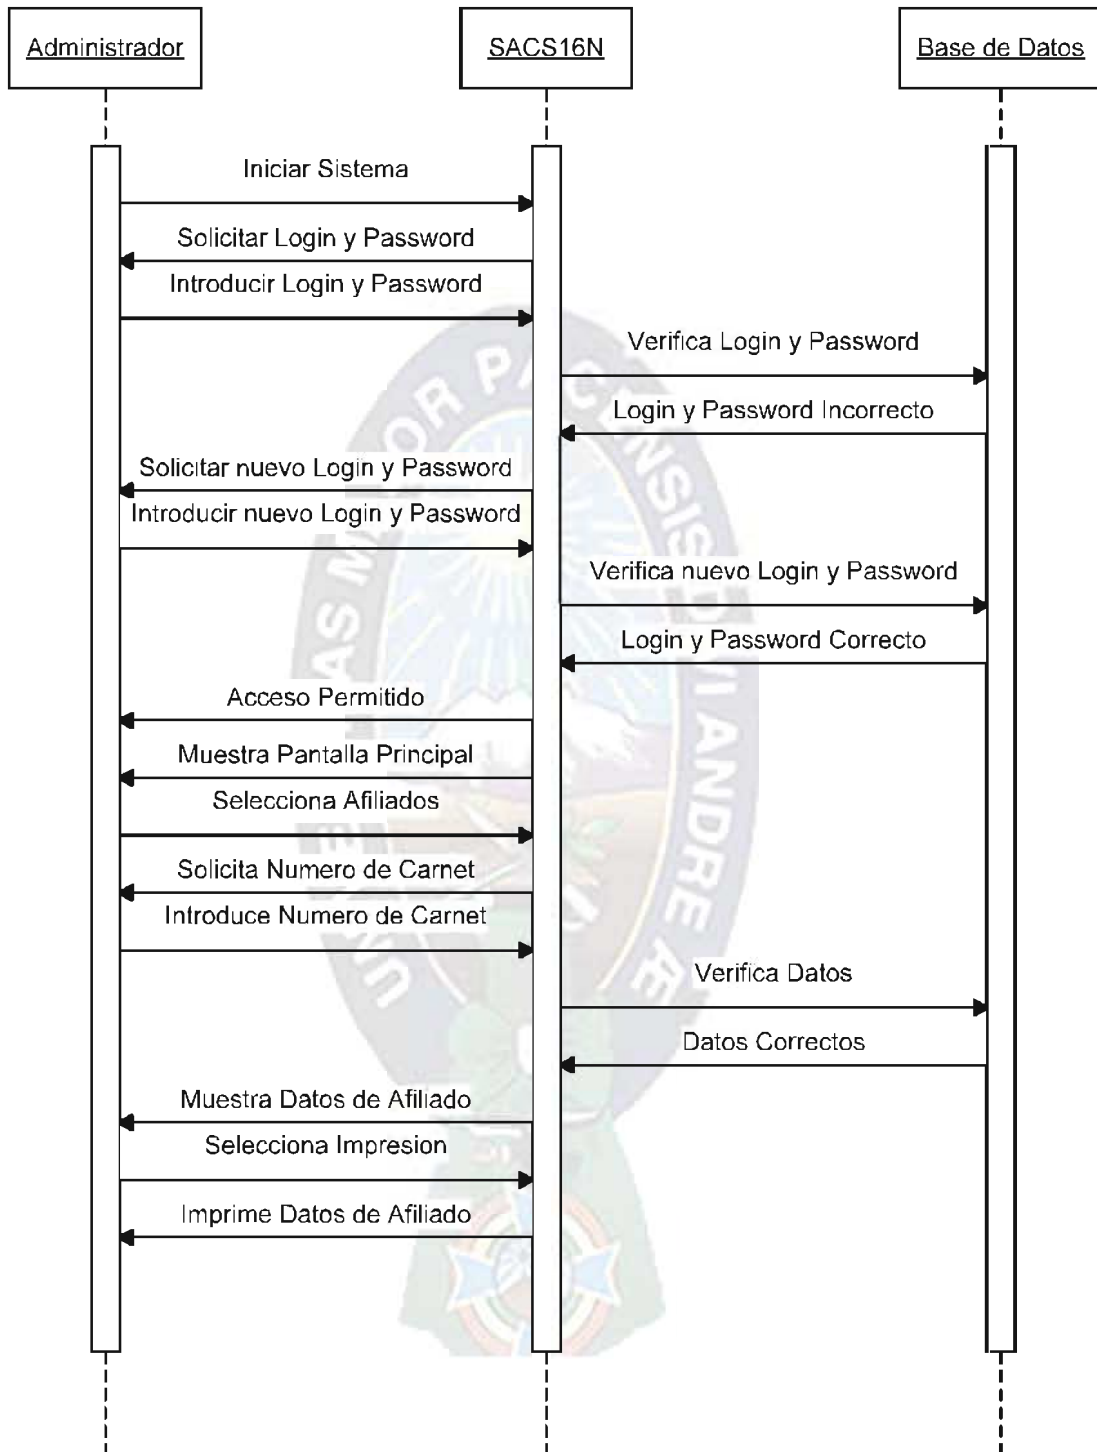 Administrador
SACS16N
Base de Datos
Iniciar Sistema
Solicitar Login y Password
Introducir Login y Password
Verifica Login y Password
Login y Password Incorrecto
Solicitar nuevo Login y Password
Introducir nuevo Login y Password
Verifica nuevo Login y Password
Login y Password Correcto
Acceso Permitido
Muestra Pantalla Principal
Selecciona Afiliados
Solicita Numero de Carnet
Introduce Numero de Carnet
Verifica Datos
Datos Correctos
Muestra Datos de Afiliado
Selecciona Impresion
Imprime Datos de Afiliado